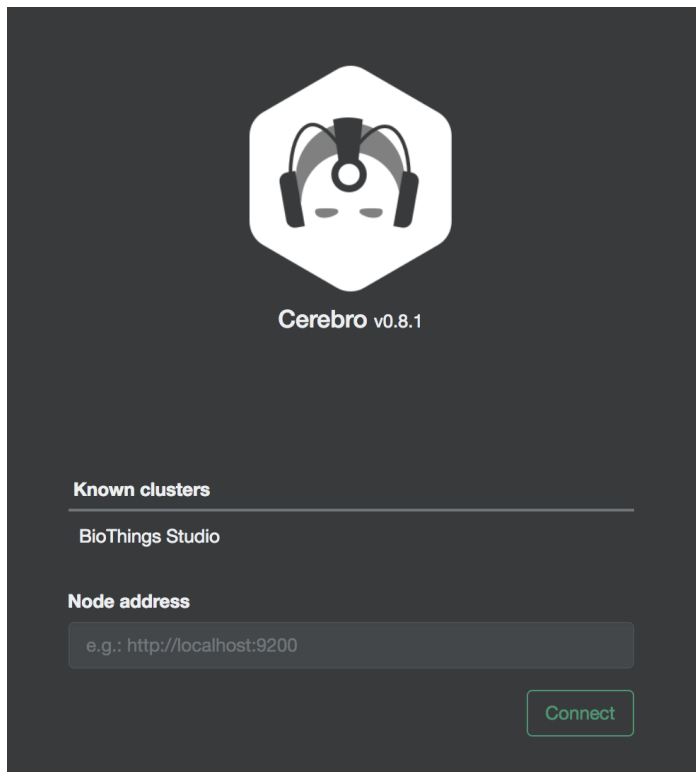 Cerebro v0.8.1
Known clusters
BioThings Studio
Node address
e.g.: http://localhost:9200
Connect